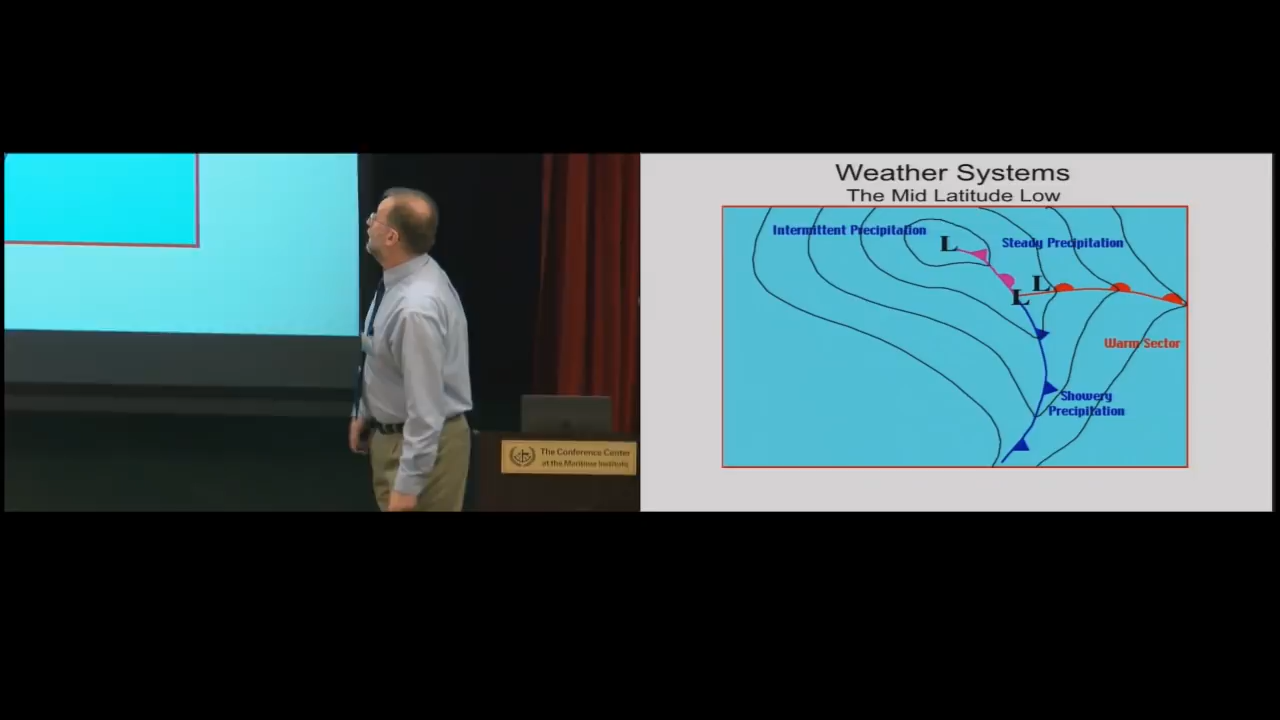 The Conference Center
at the Maritime Institute
Weather Systems
The Mid Latitude Low
Intermittent Precipitation
L
Steady Precipitation
L
L
Warm Sector
Showery
Precipitation